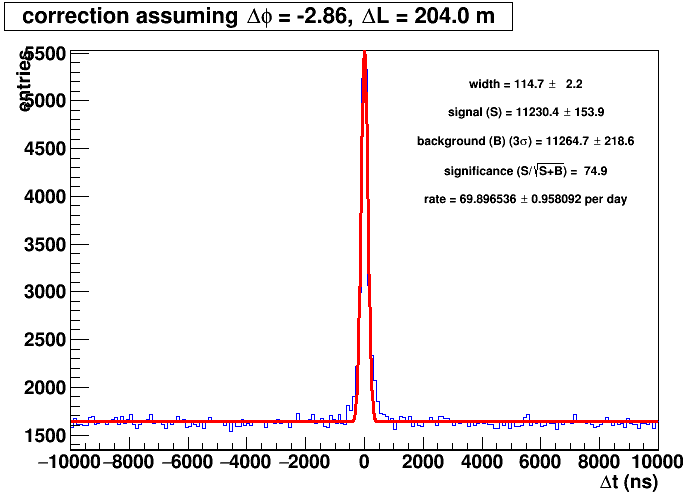 correction assuming Δϕ = -2.86, ΔL = 204.0 m
entries
5500
5000
4500
4000
3500
3000
2500
2000
1500
width = 114.7 ± 2.2
signal (S) = 11230.4 ± 153.9
background (B) (3σ) = 11264.7 ± 218.6
significance (S/√S+B) = 74.9
rate = 69.896536 ± 0.958092 per day
−10000 −8000 −6000 −4000 −2000 0 2000 4000 6000 8000 10000
Δt (ns)